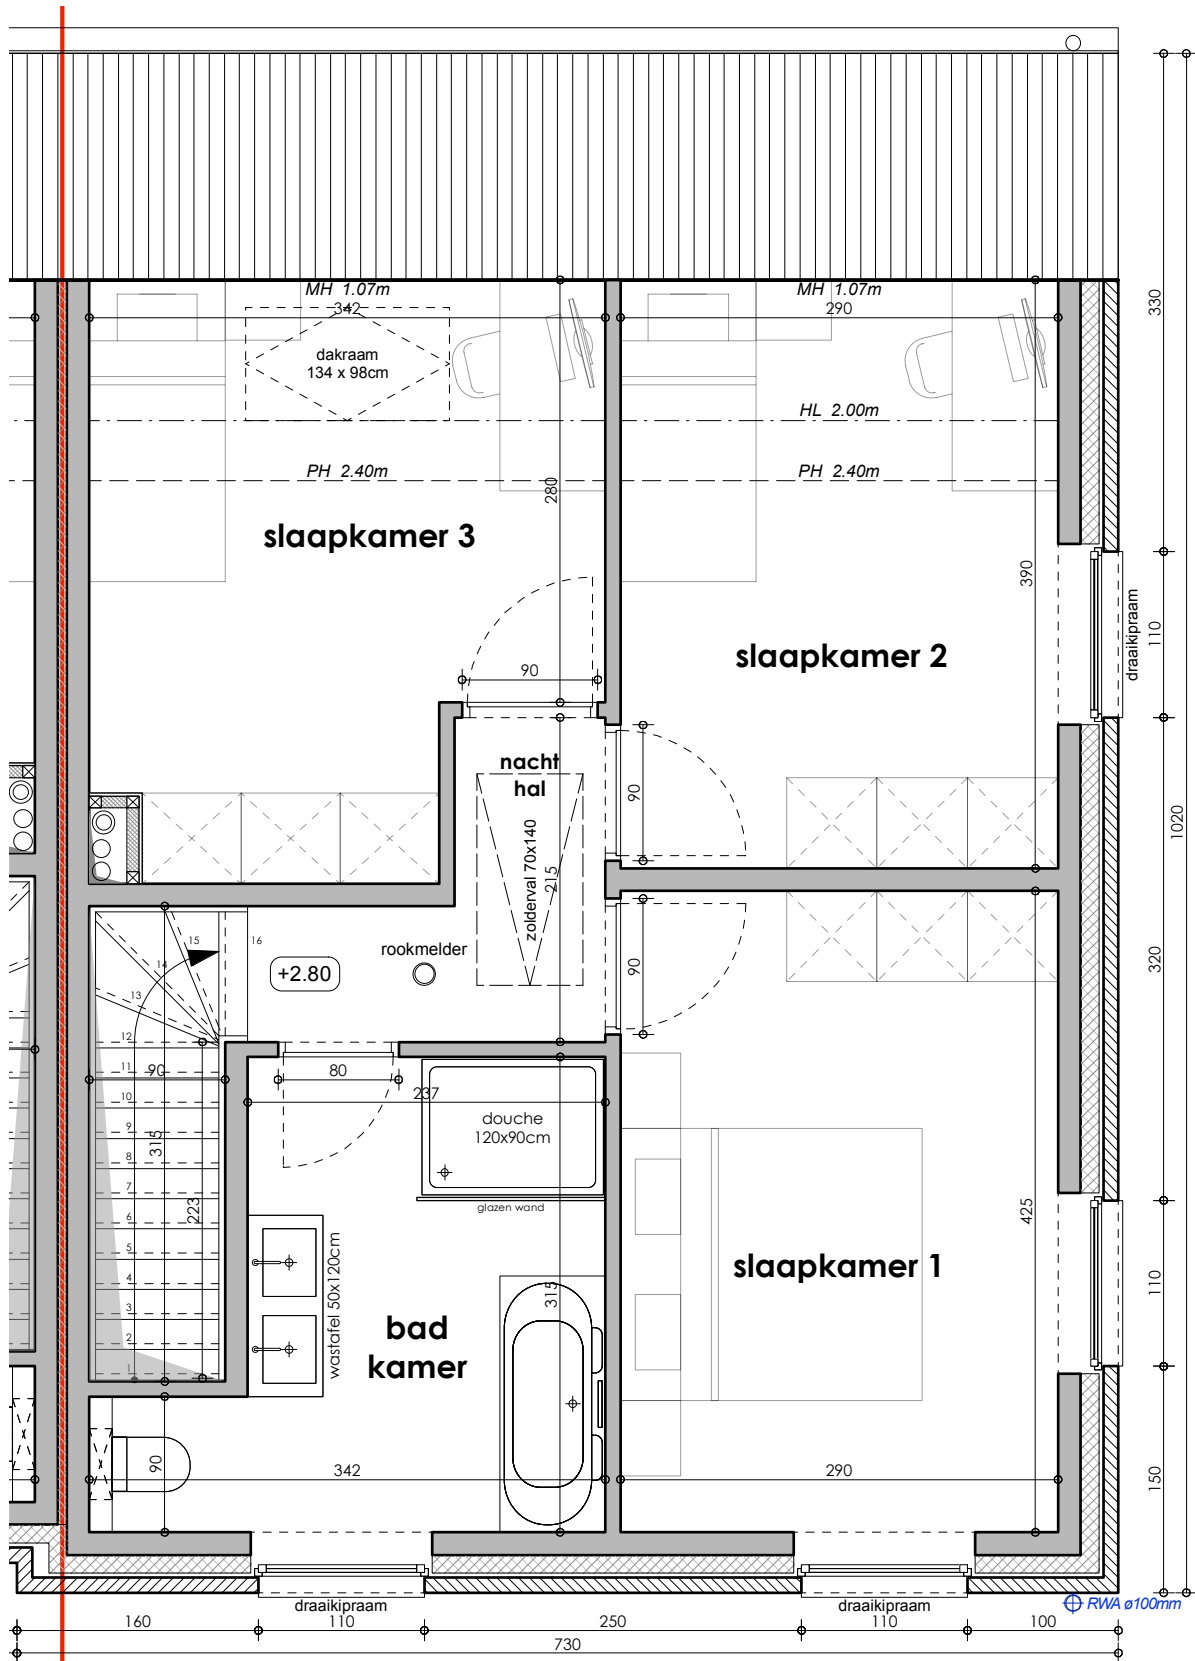 MH 1.07m
342
MH 1.07m
290
330
dakraam
134 x 98cm
HL 2.00m
PH 2.40m
PH 2.40m
280
slaapkamer 3
390
slaapkamer 2
draaikipraam
110
90
nacht
hal
90
zolderval 70x140
215
1020
15
16
14
13
rookmelder
+2.80
90
320
12
11
10
9
8
7
6
5
4
3
2
1
90
80
237
315
223
douche
120x90cm
glazen wand
wastafel 50x120cm
315
425
slaapkamer 1
110
bad
kamer
90
342
290
150
draaikipraam
draaikipraam
RWA ø100mm
160
110
250
110
100
730